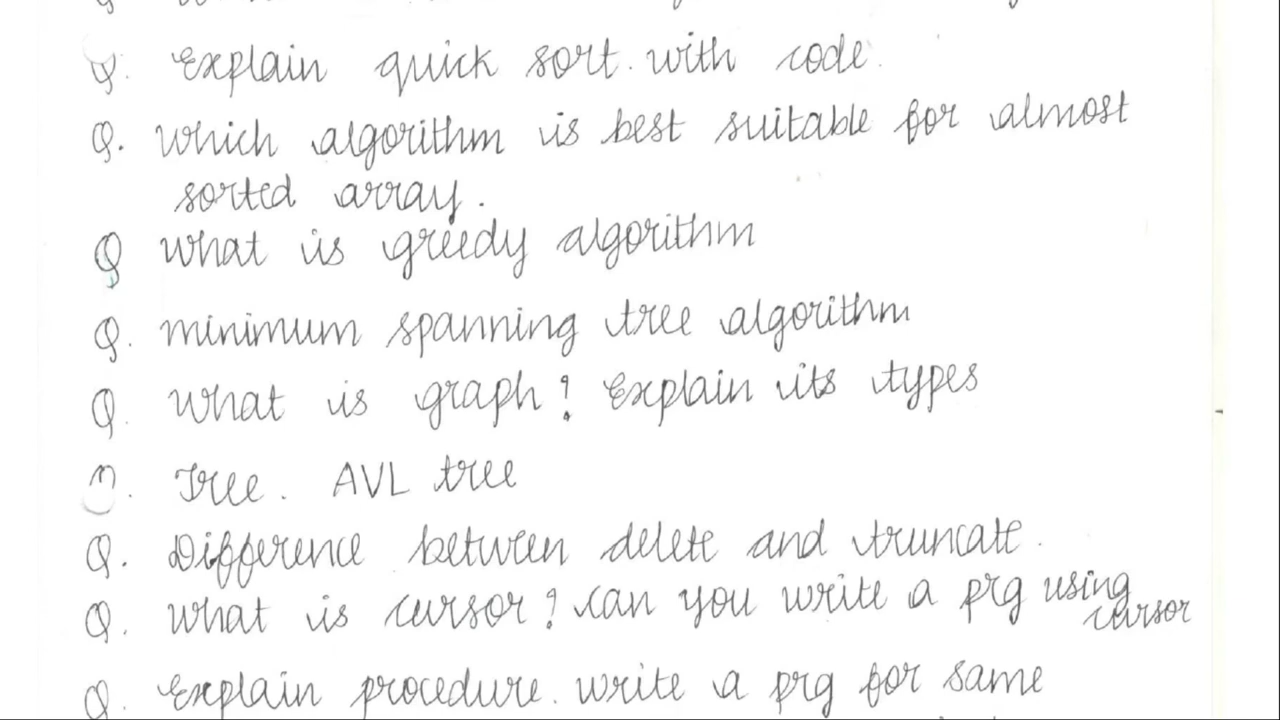 Q. Explain quick sort. with code.
Q. which algorithm is best suitable for almost
sorted array.
Q what is greedy algorithm
Q. minimum spanning tree algorithm
Q. what is graph? Explain its types
Q. Tree. AVL tree
Q. Difference between delete and truncate.
Q. what is cursor? can you write a prg using
cursor
Q. Explain procedure. write a prg for same